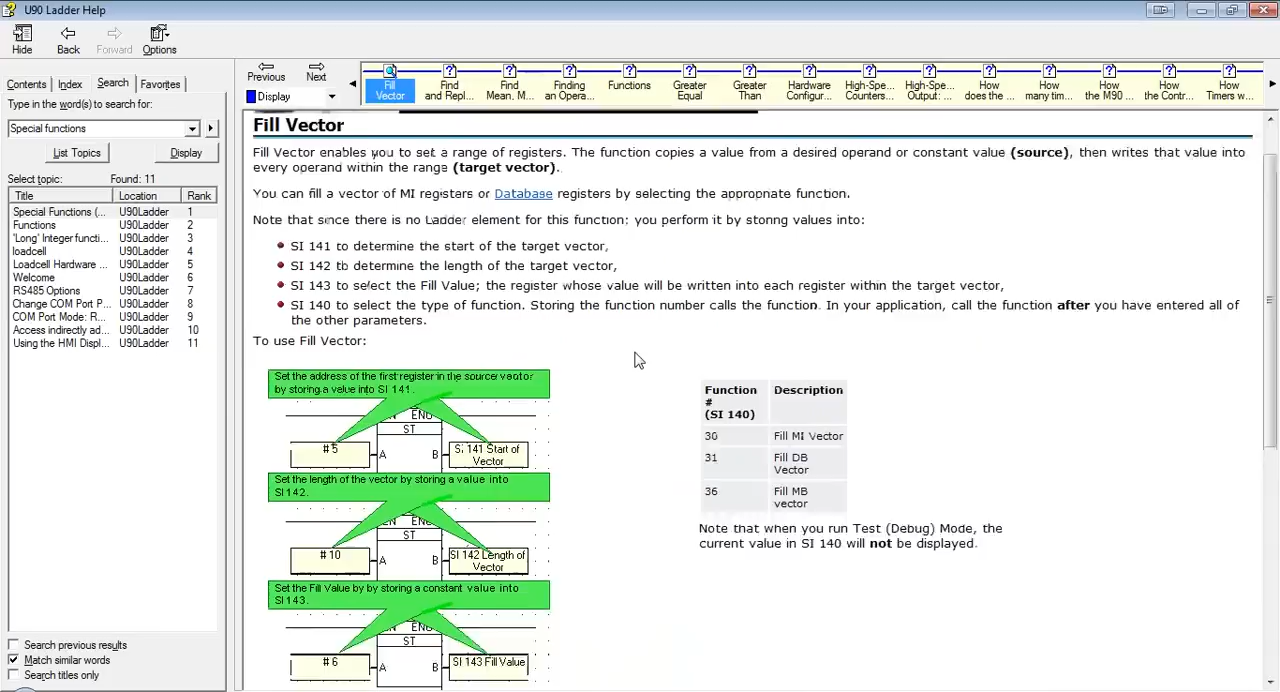 U90 Ladder Help
Hide
Back
Forward
Options
Contents
Index
Search
Favorites
Type in the word(s) to search for:
Special functions
List Topics
Display
Select topic:
Found: 11
Title
Location
Rank
Special Functions (...
U90Ladder
1
Functions
U90Ladder
2
'Long' Integer functi...
U90Ladder
3
loadcell
U90Ladder
4
Loadcell Hardware ...
U90Ladder
5
Welcome
U90Ladder
6
RS485 Options
U90Ladder
7
Change COM Port P...
U90Ladder
8
COM Port Mode: R...
U90Ladder
9
Access indirectly ad...
U90Ladder
10
Using the HMI Displ...
U90Ladder
11
Search previous results
Match similar words
Search titles only
Previous
Next
Display
Fill
Vector
Find
and Repl...
Find
Mean, M...
Finding
an Opera...
Functions
Greater
Equal
Greater
Than
Hardware
Configur...
High-Spe...
Counters...
High-Spe...
Output: ...
How
does the ...
How
many tim...
How
the M90 ...
How
the Contr...
How
Timers w...
Fill Vector
Fill Vector enables you to set a range of registers. The function copies a value from a desired operand or constant value (source), then writes that value into
every operand within the range (target vector).
You can fill a vector of MI registers or Database registers by selecting the appropriate function.
Note that since there is no Ladder element for this function; you perform it by storing values into:
SI 141 to determine the start of the target vector,
SI 142 to determine the length of the target vector,
SI 143 to select the Fill Value; the register whose value will be written into each register within the target vector,
SI 140 to select the type of function. Storing the function number calls the function. In your application, call the function after you have entered all of
the other parameters.
To use Fill Vector:
Set the address of the first register in the source vector
by storing a value into SI 141.
EN ENO
ST
# 5
A
B
SI 141 Start of
Vector
Set the length of the vector by storing a value into
SI 142.
EN ENO
ST
# 10
A
B
SI 142 Length of
Vector
Set the Fill Value by by storing a constant value into
SI 143.
EN ENO
ST
# 6
A
B
SI 143 Fill Value
Function
#
(SI 140)
Description
30
Fill MI Vector
31
Fill DB
Vector
36
Fill MB
vector
Note that when you run Test (Debug) Mode, the
current value in SI 140 will not be displayed.